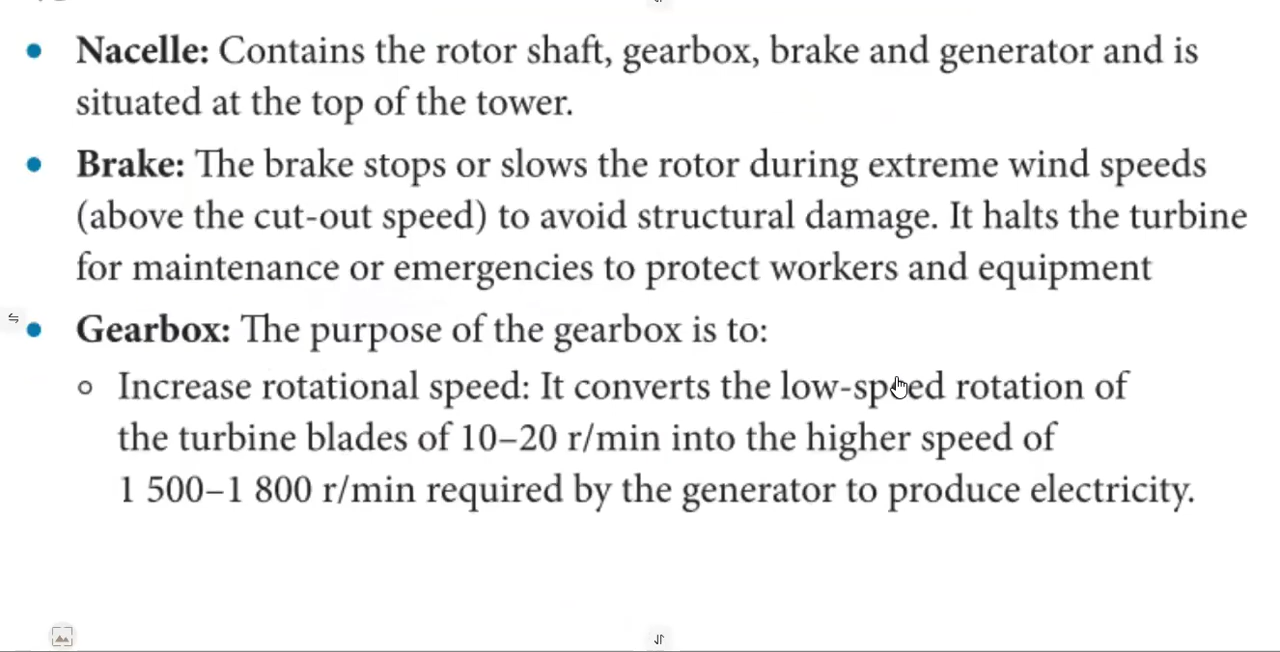 Nacelle: Contains the rotor shaft, gearbox, brake and generator and is
situated at the top of the tower.
Brake: The brake stops or slows the rotor during extreme wind speeds
(above the cut-out speed) to avoid structural damage. It halts the turbine
for maintenance or emergencies to protect workers and equipment
Gearbox: The purpose of the gearbox is to:
Increase rotational speed: It converts the low-speed rotation of
the turbine blades of 10–20 r/min into the higher speed of
1 500–1 800 r/min required by the generator to produce electricity.